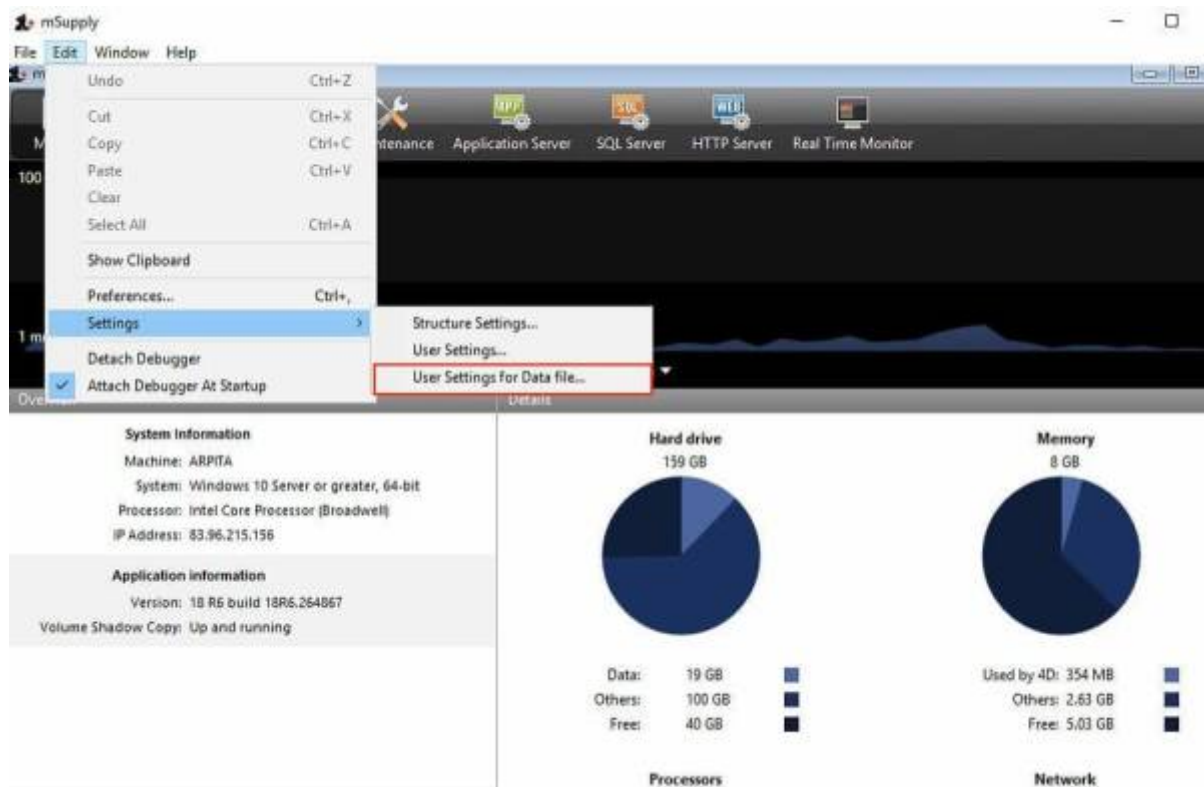 mSupply
File Edit Window Help
Undo Ctrl+Z
Cut Ctrl+X
Copy Ctrl+C
Paste Ctrl+V
Clear
Select All Ctrl+A
Show Clipboard
Preferences... Ctrl+,
Settings >
Detach Debugger
Attach Debugger At Startup
Structure Settings...
User Settings...
User Settings for Data file...
ntenance Application Server SQL Server HTTP Server Real Time Monitor
APP SQL WEB
100
Details
System Information
Machine: ARPITA
System: Windows 10 Server or greater, 64-bit
Processor: Intel Core Processor (Broadwell)
IP Address: 83.96.215.156
Application information
Version: 18 R6 build 18R6.264867
Volume Shadow Copy: Up and running
Hard drive
159 GB
Data: 19 GB
Others: 100 GB
Free: 40 GB
Memory
8 GB
Used by 4D: 354 MB
Others: 2.63 GB
Free: 5.03 GB
Processors
Network